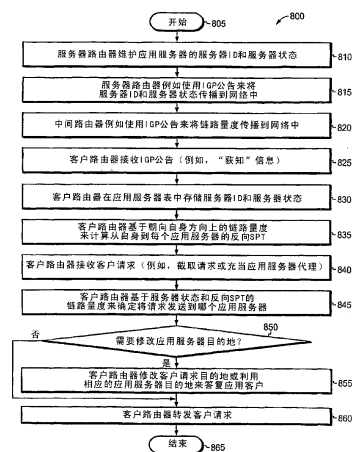 开始
805
800
服务器路由器维护应用服务器的服务器ID和服务器状态
810
服务器路由器例如使用IGP公告来将
服务器ID和服务器状态传播到网络中
815
中间路由器例如使用IGP公告来将链路量度传播到网络中
820
客户路由器接收IGP公告(例如，“获知”信息)
825
客户路由器在应用服务器表中存储服务器ID和服务器状态
830
客户路由器基于朝向自身方向上的链路量度
来计算从自身到每个应用服务器的反向SPT
835
客户路由器接收客户请求(例如，截取请求或充当应用服务器代理)
840
客户路由器基于服务器状态和反向SPT的
链路量度来确定将请求发送到哪个应用服务器
845
否
850
需要修改应用服务器目的地？
是
客户路由器修改客户请求目的地或利用
相应的应用服务器目的地来答复应用客户
855
客户路由器转发客户请求
860
结束
865